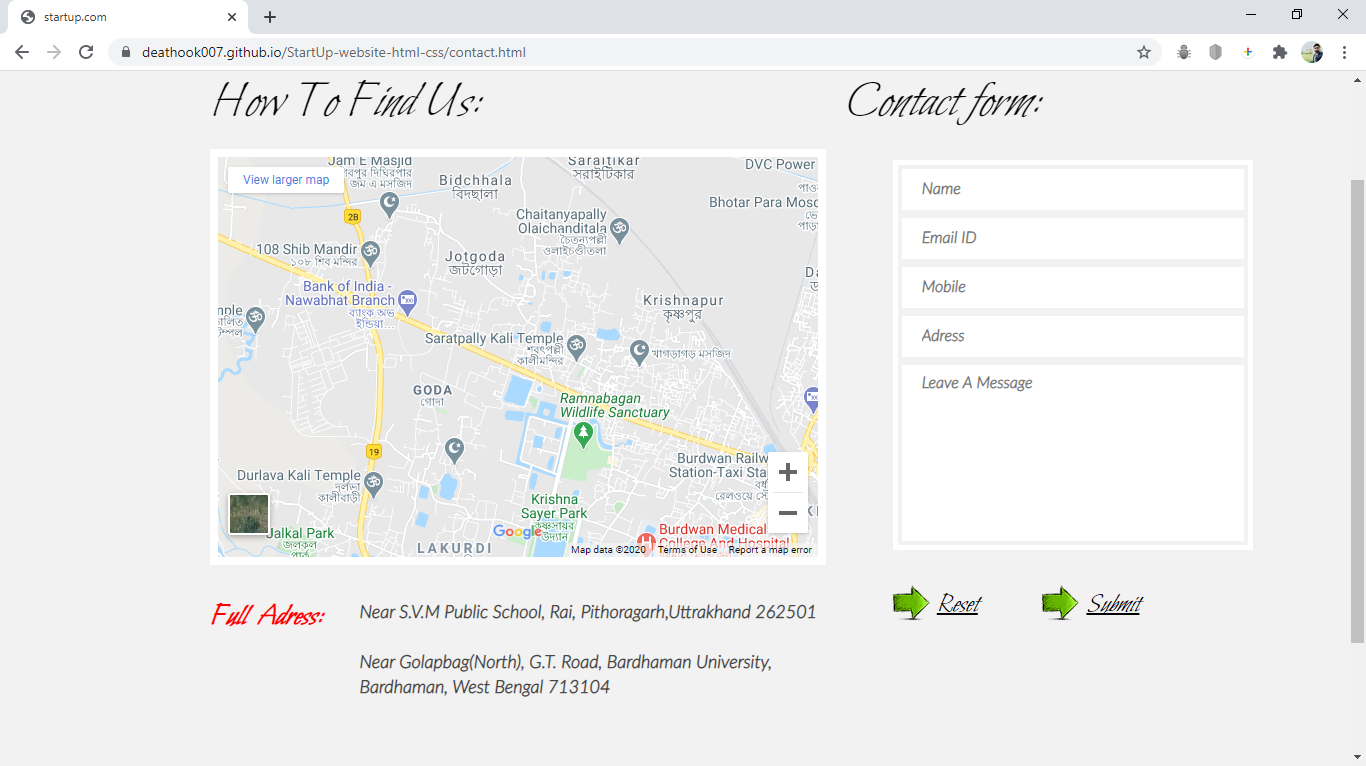 startup.com
deathook007.github.io/StartUp-website-html-css/contact.html
How To Find Us:
Contact form:
View larger map
Jam E Masjid
জম এ মসজিদ
Bidchhala
বিদছালা
Saraitikar
সরাইটিকার
DVC Power
Bhotar Para Mosq
Chaitanyapally
Olaichanditala
চৈতন্যপল্লী
ওলাইচণ্ডীতলা
2B
108 Shib Mandir
১০৮ শিব মন্দির
Jotgoda
জটগোড়া
Bank of India -
Nawabhat Branch
ব্যাংক অফ
ইন্ডিয়া...
Krishnapur
কৃষ্ণপুর
Saratpally Kali Temple
শরৎপল্লী
কালীমন্দির
খাগড়াগড় মসজিদ
GODA
গোদা
Ramnabagan
Wildlife Sanctuary
19
Burdwan Railw
Station-Taxi Sta
Durlava Kali Temple
দুর্লভা
কালীবাড়ী
Krishna
Sayer Park
কৃষ্ণসায়র
উদ্যান
Jalkal Park
জলকল
পার্ক
LAKURDI
Google
Burdwan Medical
College And Hospital
Map data ©2020
Terms of Use
Report a map error
Name
Email ID
Mobile
Adress
Leave A Message
Reset
Submit
Full Adress:
Near S.V.M Public School, Rai, Pithoragarh,Uttrakhand 262501
Near Golapbag(North), G.T. Road, Bardhaman University,
Bardhaman, West Bengal 713104